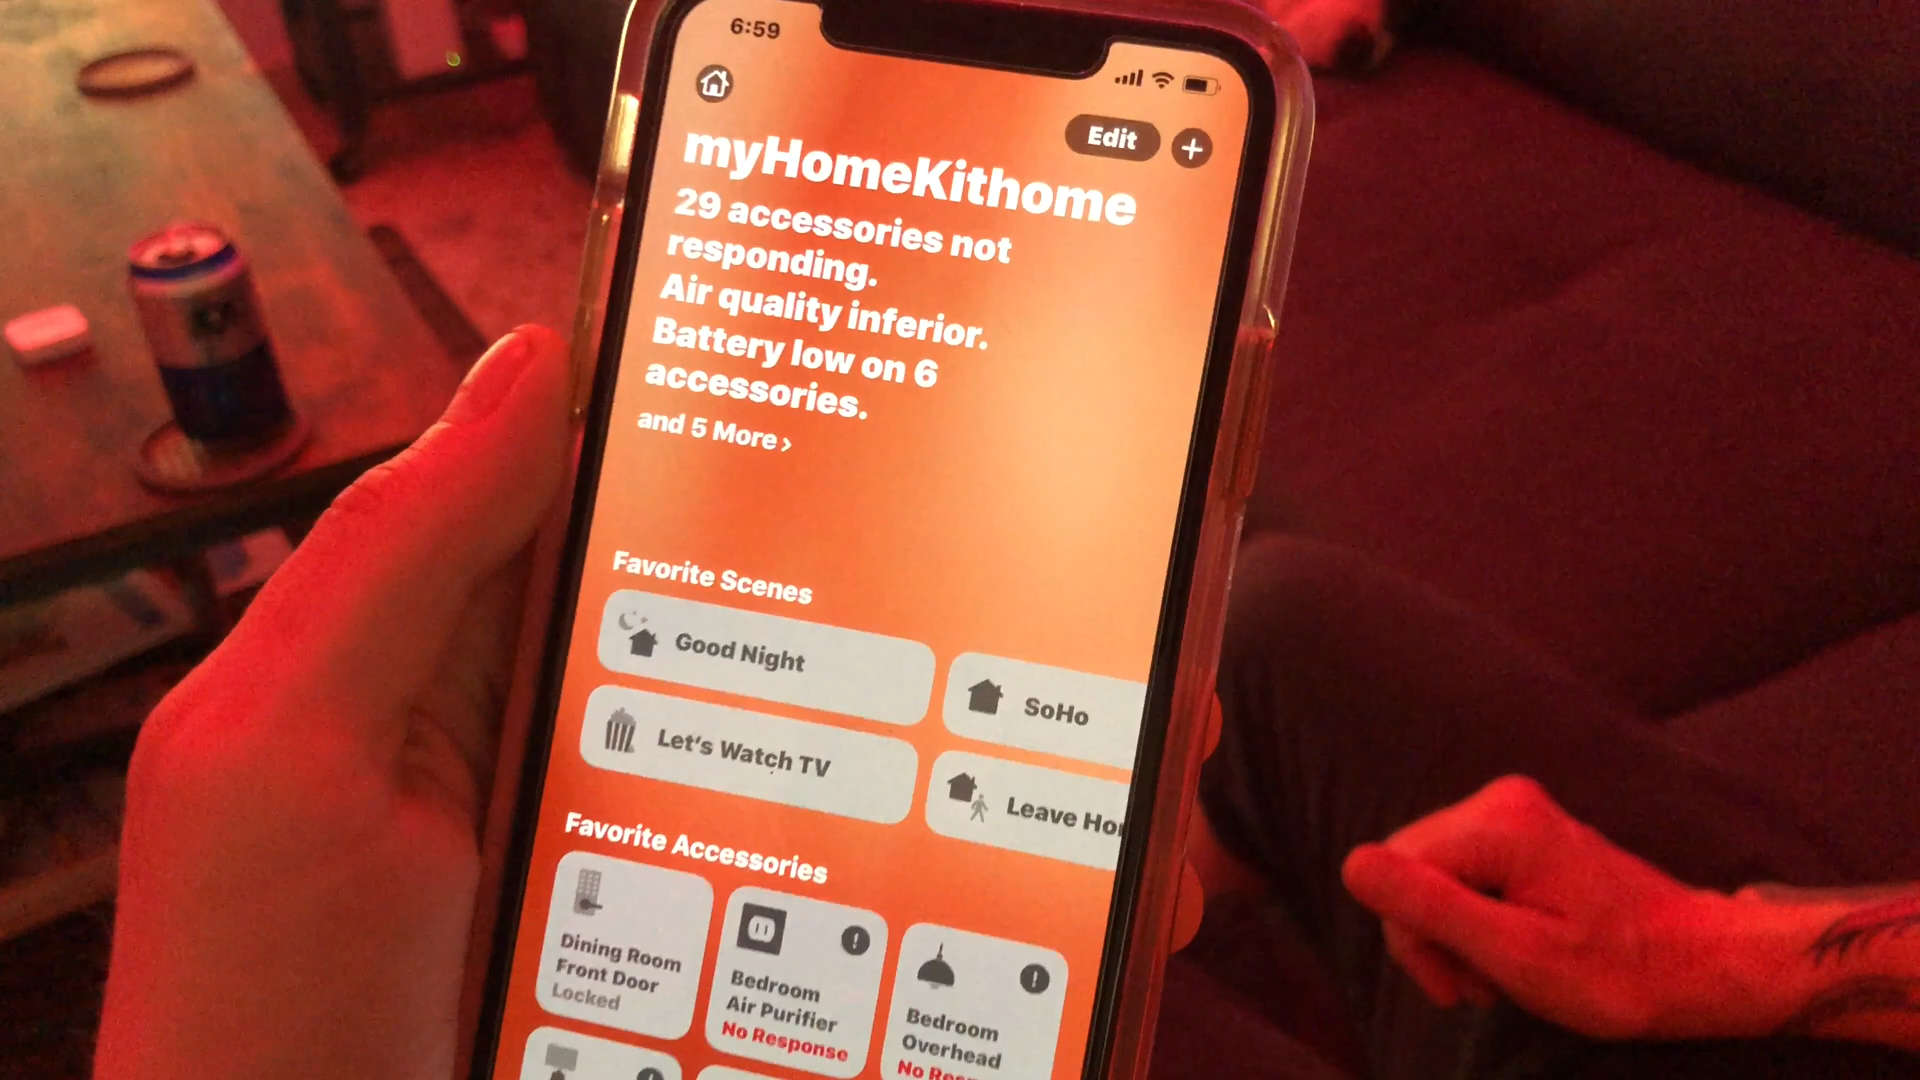 6:59
Edit
myHomeKithome
29 accessories not
responding.
Air quality inferior.
Battery low on 6
accessories.
and 5 More ›
Favorite Scenes
Good Night
SoHo
Let's Watch TV
Leave Ho
Favorite Accessories
Dining Room
Front Door
Locked
Bedroom
Air Purifier
No Response
Bedroom
Overhead
No Res